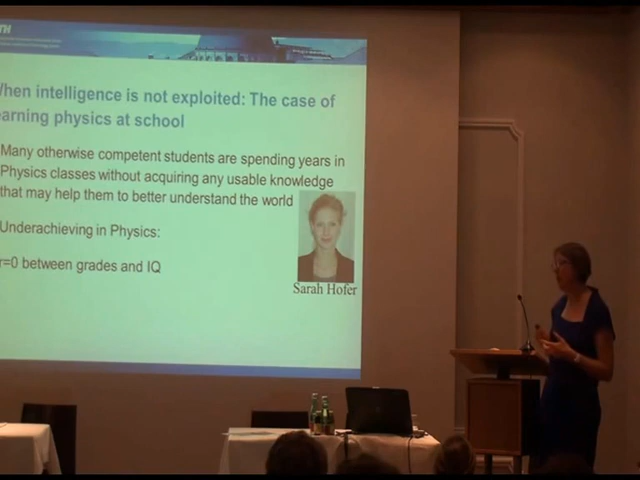 TH
hen intelligence is not exploited: The case of
earning physics at school
Many otherwise competent students are spending years in
Physics classes without acquiring any usable knowledge
that may help them to better understand the world
Underachieving in Physics:
r=0 between grades and IQ
Sarah Hofer